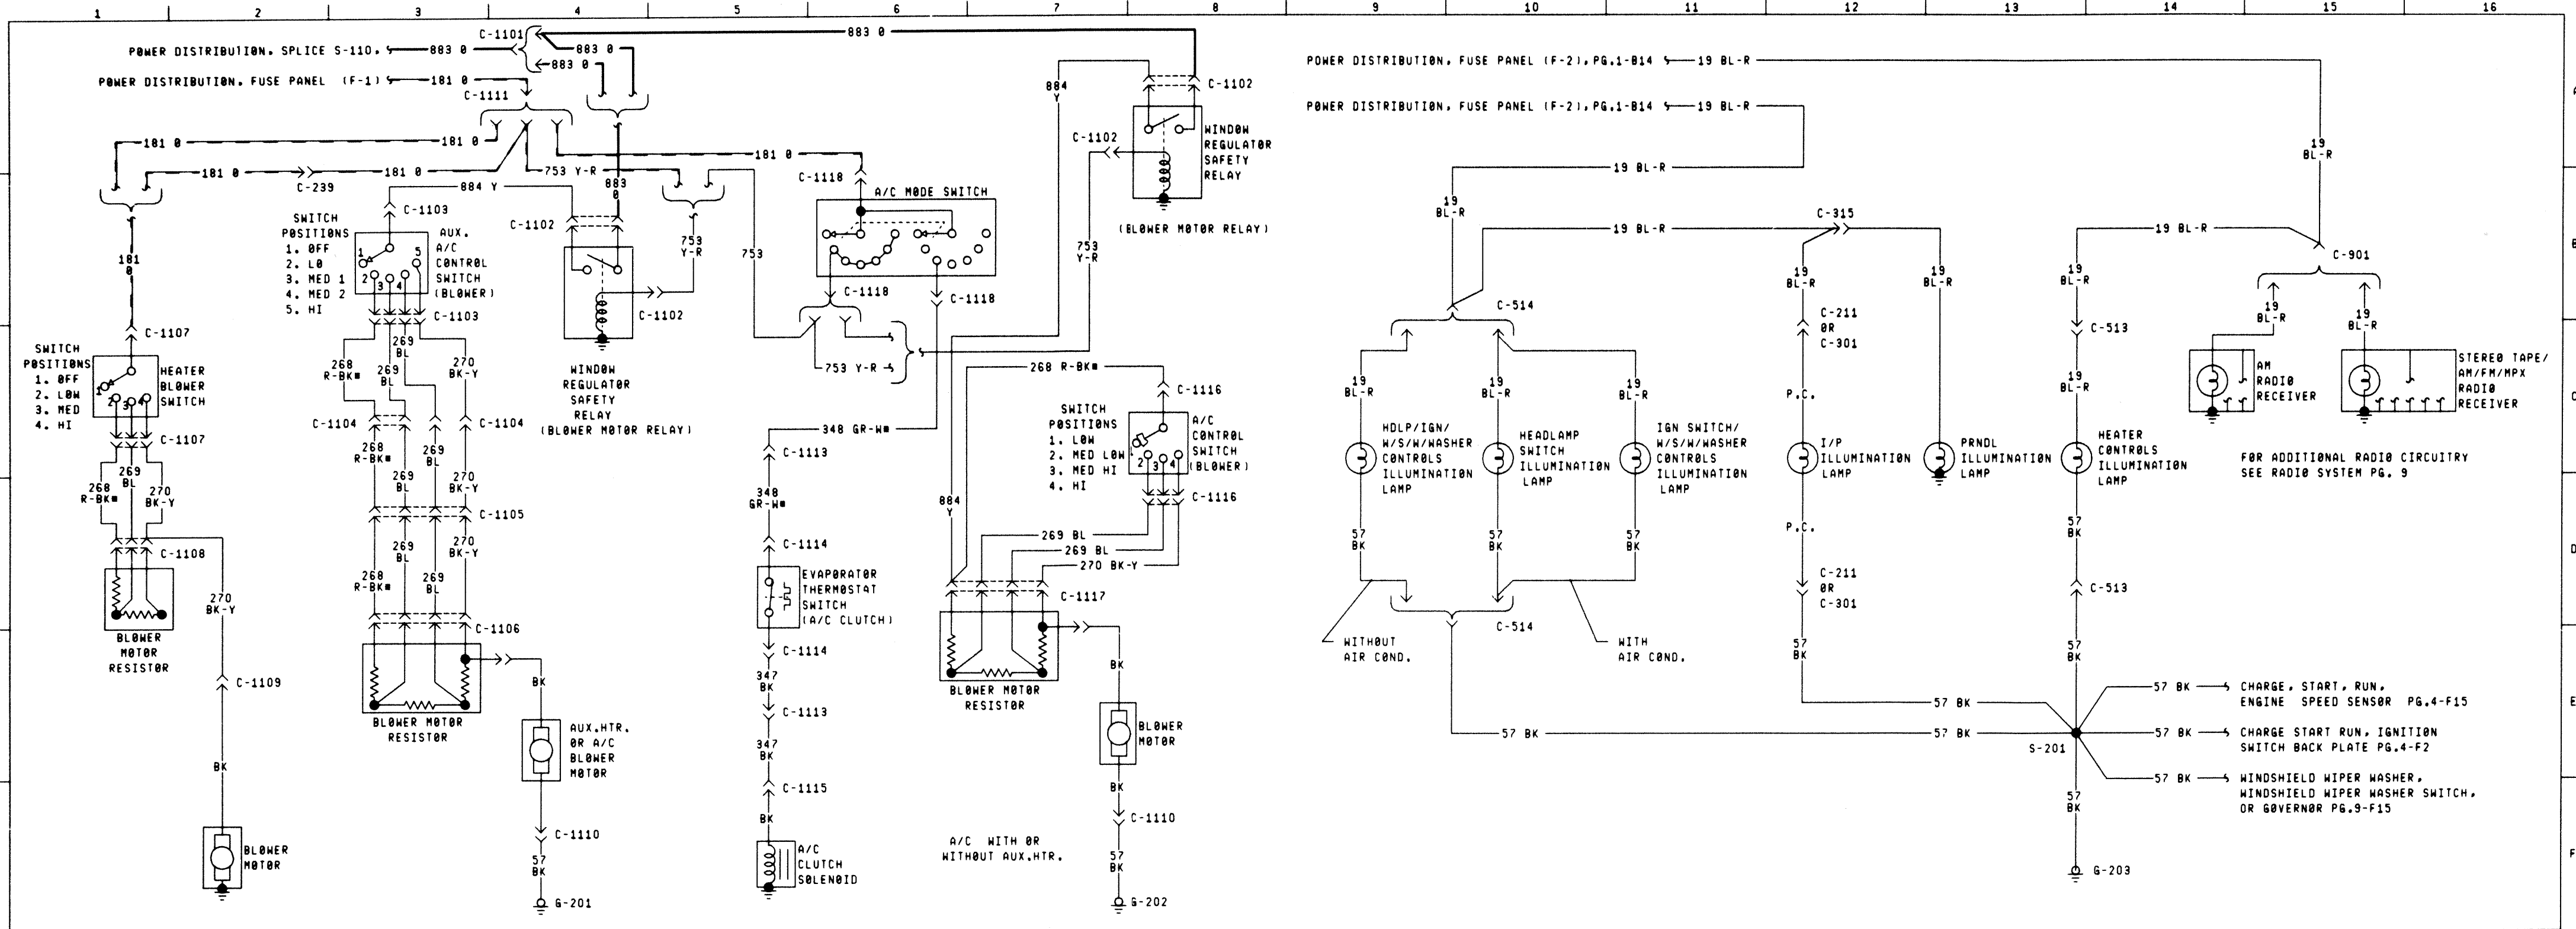 1 2 3 4 5 6 7 8 9 10 11 12 13 14 15 16
C-1101
883 O
POWER DISTRIBUTION, SPLICE S-110.
883 O
883 O
883 O
POWER DISTRIBUTION, FUSE PANEL (F-1)
181 O
C-1111
181 O
181 O
181 O
C-239
181 O
753 Y-R
181 O
884 Y
883
O
C-1118
A/C MODE SWITCH
C-1103
C-1102
SWITCH
POSITIONS
1. OFF
2. LO
3. MED 1
4. MED 2
5. HI
1
2
3
4
5
AUX.
A/C
CONTROL
SWITCH
(BLOWER)
C-1103
181
O
753
Y-R
753
C-1102
C-1118
C-1118
753 Y-R
WINDOW
REGULATOR
SAFETY
RELAY
(BLOWER MOTOR RELAY)
C-1107
SWITCH
POSITIONS
1. OFF
2. LOW
3. MED
4. HI
1
2
3
4
HEATER
BLOWER
SWITCH
C-1107
268
R-BK■
269
BL
270
BK-Y
C-1108
BLOWER
MOTOR
RESISTOR
270
BK-Y
C-1109
BK
BLOWER
MOTOR
268
R-BK■
269
BL
269
BL
270
BK-Y
C-1104
C-1104
268
R-BK■
269
BL
269
BL
270
BK-Y
C-1105
268
R-BK■
269
BL
269
BL
270
BK-Y
C-1106
BLOWER MOTOR
RESISTOR
BK
AUX.HTR.
OR A/C
BLOWER
MOTOR
C-1110
57
BK
G-201
348 GR-W■
C-1113
348
GR-W■
C-1114
EVAPORATOR
THERMOSTAT
SWITCH
(A/C CLUTCH)
C-1114
347
BK
C-1113
347
BK
C-1115
BK
A/C
CLUTCH
SOLENOID
884
Y
C-1102
C-1102
WINDOW
REGULATOR
SAFETY
RELAY
(BLOWER MOTOR RELAY)
753
Y-R
268 R-BK■
C-1116
SWITCH
POSITIONS
1. LOW
2. MED LOW
3. MED HI
4. HI
1
2
3
4
A/C
CONTROL
SWITCH
(BLOWER)
C-1116
884
Y
269 BL
269 BL
270 BK-Y
C-1117
BLOWER MOTOR
RESISTOR
BK
BLOWER
MOTOR
BK
C-1110
A/C WITH OR
WITHOUT AUX.HTR.
57
BK
G-202
POWER DISTRIBUTION, FUSE PANEL (F-2), PG.1-B14
19 BL-R
POWER DISTRIBUTION, FUSE PANEL (F-2), PG.1-B14
19 BL-R
19 BL-R
19
BL-R
19
BL-R
C-315
19 BL-R
19 BL-R
C-901
19
BL-R
19
BL-R
19
BL-R
19
BL-R
19
BL-R
C-514
C-211
OR
C-301
C-513
19
BL-R
19
BL-R
19
BL-R
P.C.
19
BL-R
AM
RADIO
RECEIVER
STEREO TAPE/
AM/FM/MPX
RADIO
RECEIVER
HDLP/IGN/
W/S/W/WASHER
CONTROLS
ILLUMINATION
LAMP
HEADLAMP
SWITCH
ILLUMINATION
LAMP
IGN SWITCH/
W/S/W/WASHER
CONTROLS
ILLUMINATION
LAMP
I/P
ILLUMINATION
LAMP
PRNDL
ILLUMINATION
LAMP
HEATER
CONTROLS
ILLUMINATION
LAMP
FOR ADDITIONAL RADIO CIRCUITRY
SEE RADIO SYSTEM PG. 9
57
BK
57
BK
57
BK
P.C.
57
BK
C-211
OR
C-301
C-513
C-514
WITHOUT
AIR COND.
WITH
AIR COND.
57
BK
57
BK
57 BK
57 BK
57 BK
S-201
57 BK
CHARGE, START, RUN,
ENGINE SPEED SENSOR PG.4-F15
57 BK
CHARGE START RUN, IGNITION
SWITCH BACK PLATE PG.4-F2
57 BK
WINDSHIELD WIPER WASHER,
WINDSHIELD WIPER WASHER SWITCH,
OR GOVERNOR PG.9-F15
57
BK
G-203